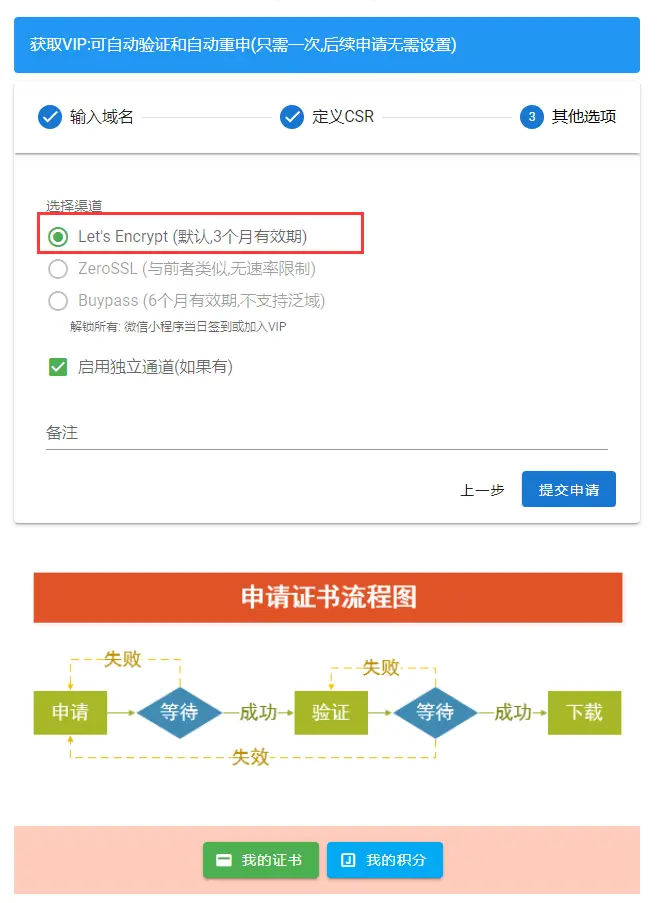 获取VIP:可自动验证和自动重申(只需一次,后续申请无需设置)
输入域名 定义CSR 3 其他选项
选择渠道
Let's Encrypt (默认,3个月有效期)
ZeroSSL (与前者类似,无速率限制)
Buypass (6个月有效期,不支持泛域)
解锁所有: 微信小程序当日签到或加入VIP
启用独立通道(如果有)
备注
上一步 提交申请
申请证书流程图
失败 失败
申请 等待 成功 验证 等待 成功 下载
失效
我的证书 我的积分